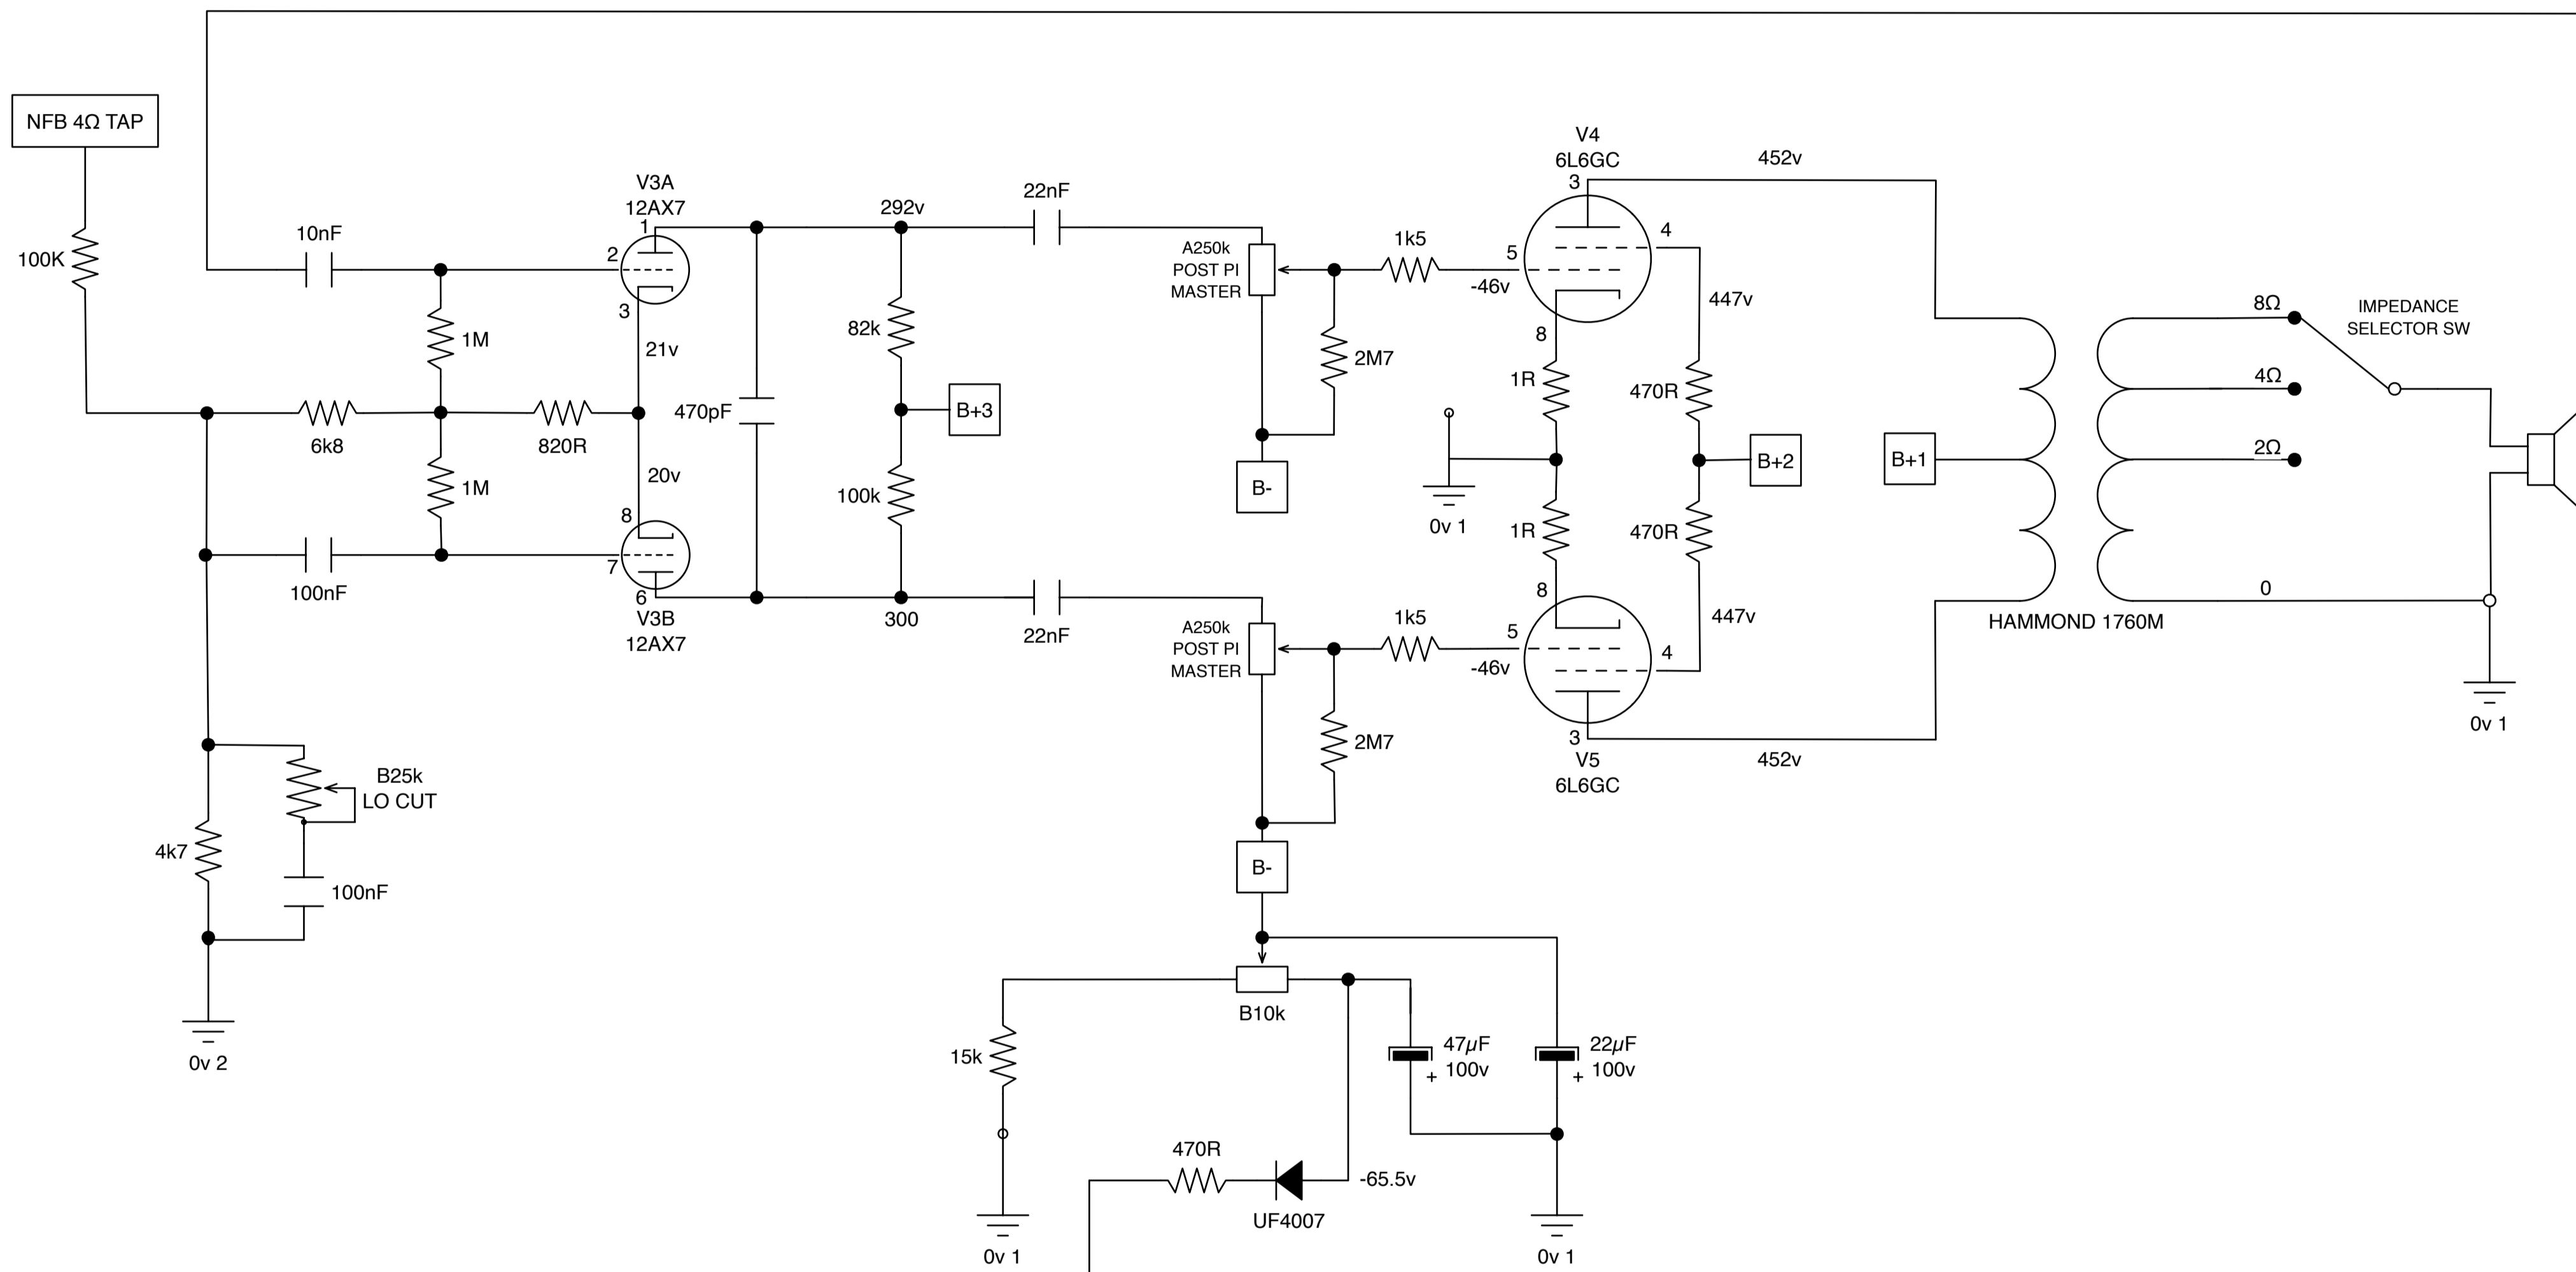 NFB 4Ω TAP
100K
10nF
V3A
12AX7
1
2
3
1M
21v
6k8
820R
1M
20v
8
7
100nF
6
V3B
12AX7
470pF
292v
82k
B+3
100k
300
22nF
22nF
A250k
POST PI
MASTER
2M7
B-
1k5
5
-46v
V4
6L6GC
3
4
8
452v
447v
1R
470R
0v 1
B+2
B+1
1R
470R
8
447v
A250k
POST PI
MASTER
1k5
5
-46v
4
3
V5
6L6GC
452v
2M7
B-
8Ω
4Ω
2Ω
0
IMPEDANCE
SELECTOR SW
HAMMOND 1760M
0v 1
B25k
LO CUT
4k7
100nF
0v 2
B10k
15k
47µF
100v
+
22µF
100v
+
470R
UF4007
-65.5v
0v 1
0v 1